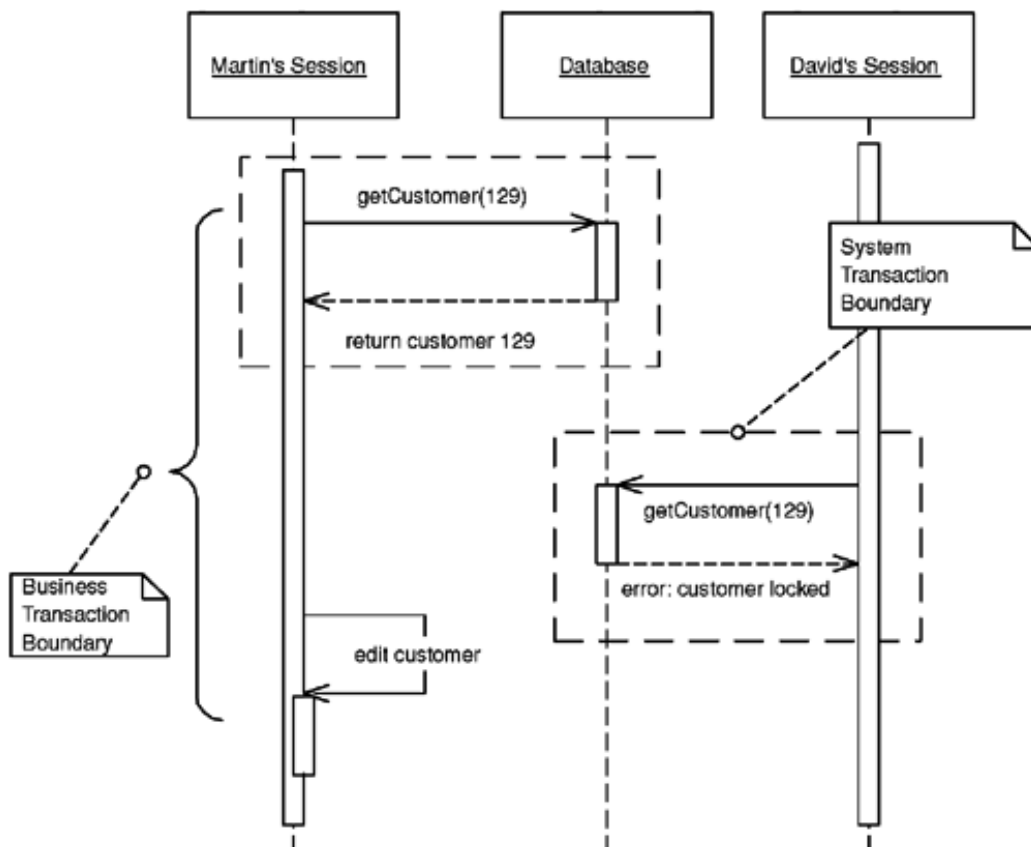 Martin's Session
Database
David's Session
getCustomer(129)
System
Transaction
Boundary
return customer 129
getCustomer(129)
error: customer locked
Business
Transaction
Boundary
edit customer